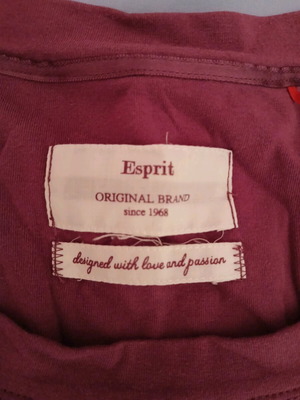 Esprit
ORIGINAL BRAND
since 1968
designed with love and passion